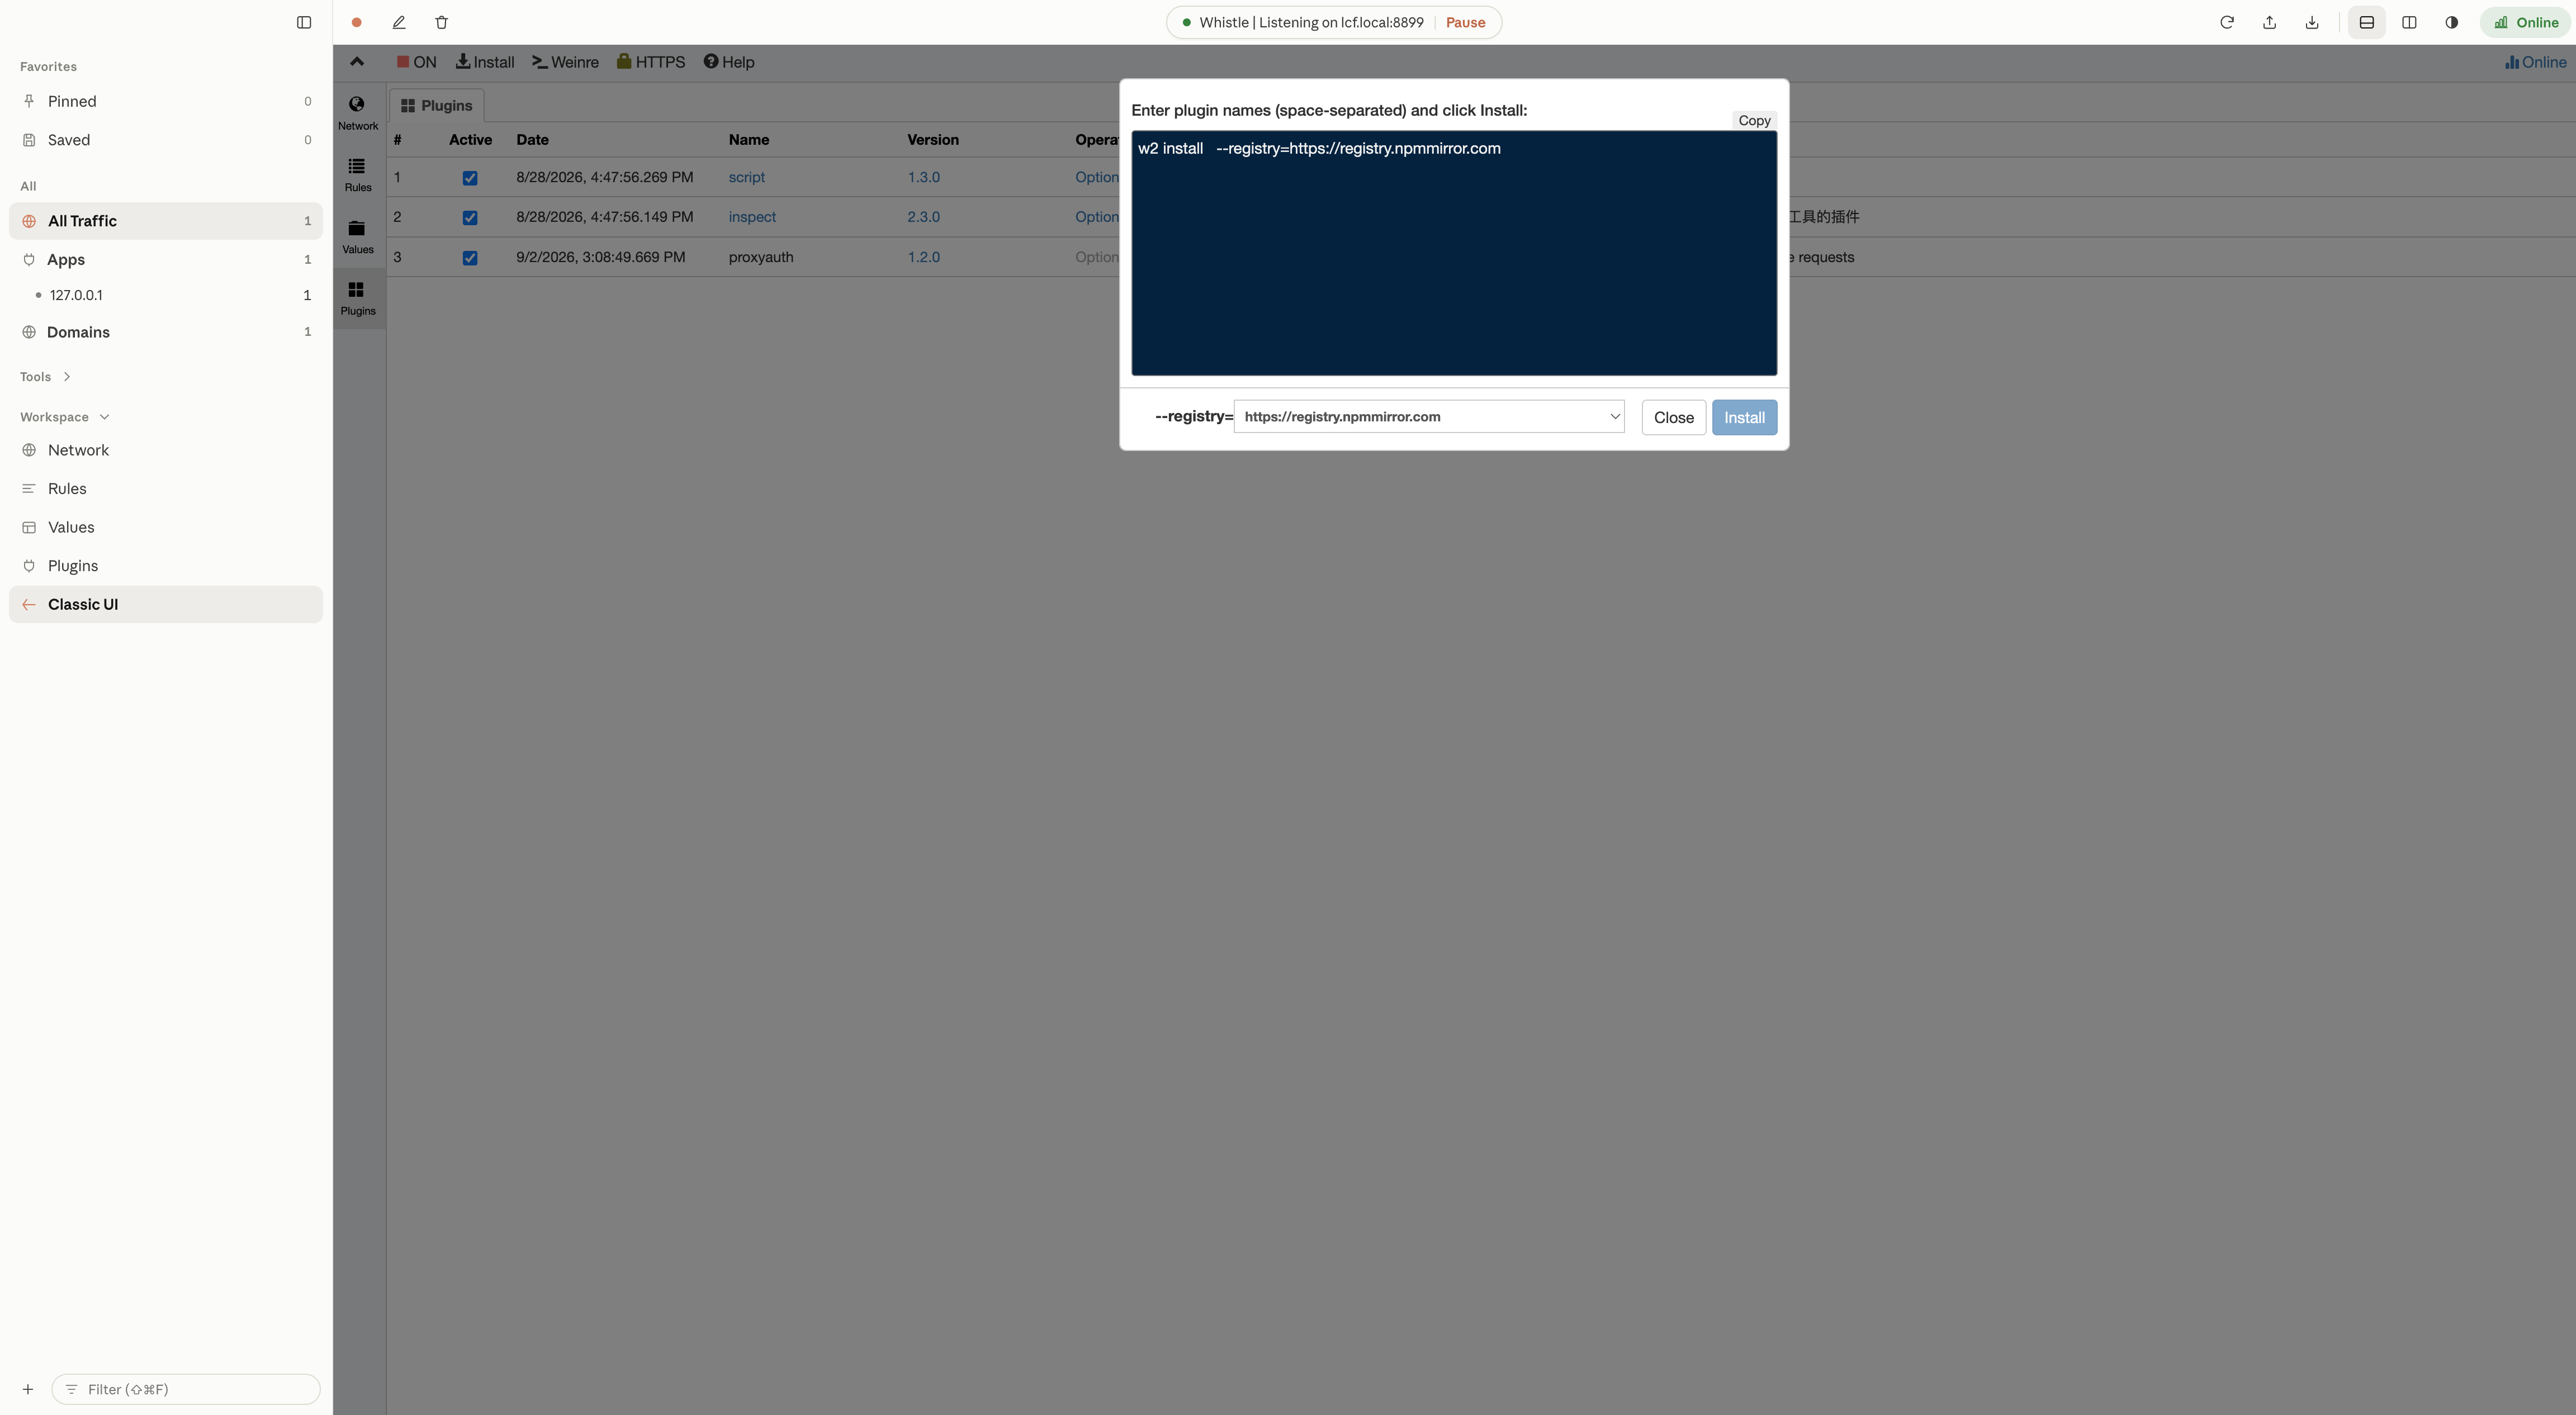 Whistle | Listening on lcf.local:8899 | Pause
Online
Favorites
Pinned 0
Saved 0
All
All Traffic 1
Apps 1
127.0.0.1 1
Domains 1
Tools
Workspace
Network
Rules
Values
Plugins
Classic UI
Filter (⇧⌘F)
ON Install Weinre HTTPS Help Online
Network
Rules
Values
Plugins
Plugins
# Active Date Name Version Opera
1 8/28/2026, 4:47:56.269 PM script 1.3.0 Option
2 8/28/2026, 4:47:56.149 PM inspect 2.3.0 Option 工具的插件
3 9/2/2026, 3:08:49.669 PM proxyauth 1.2.0 Option requests
Enter plugin names (space-separated) and click Install:
Copy
w2 install --registry=https://registry.npmmirror.com
--registry= https://registry.npmmirror.com Close Install